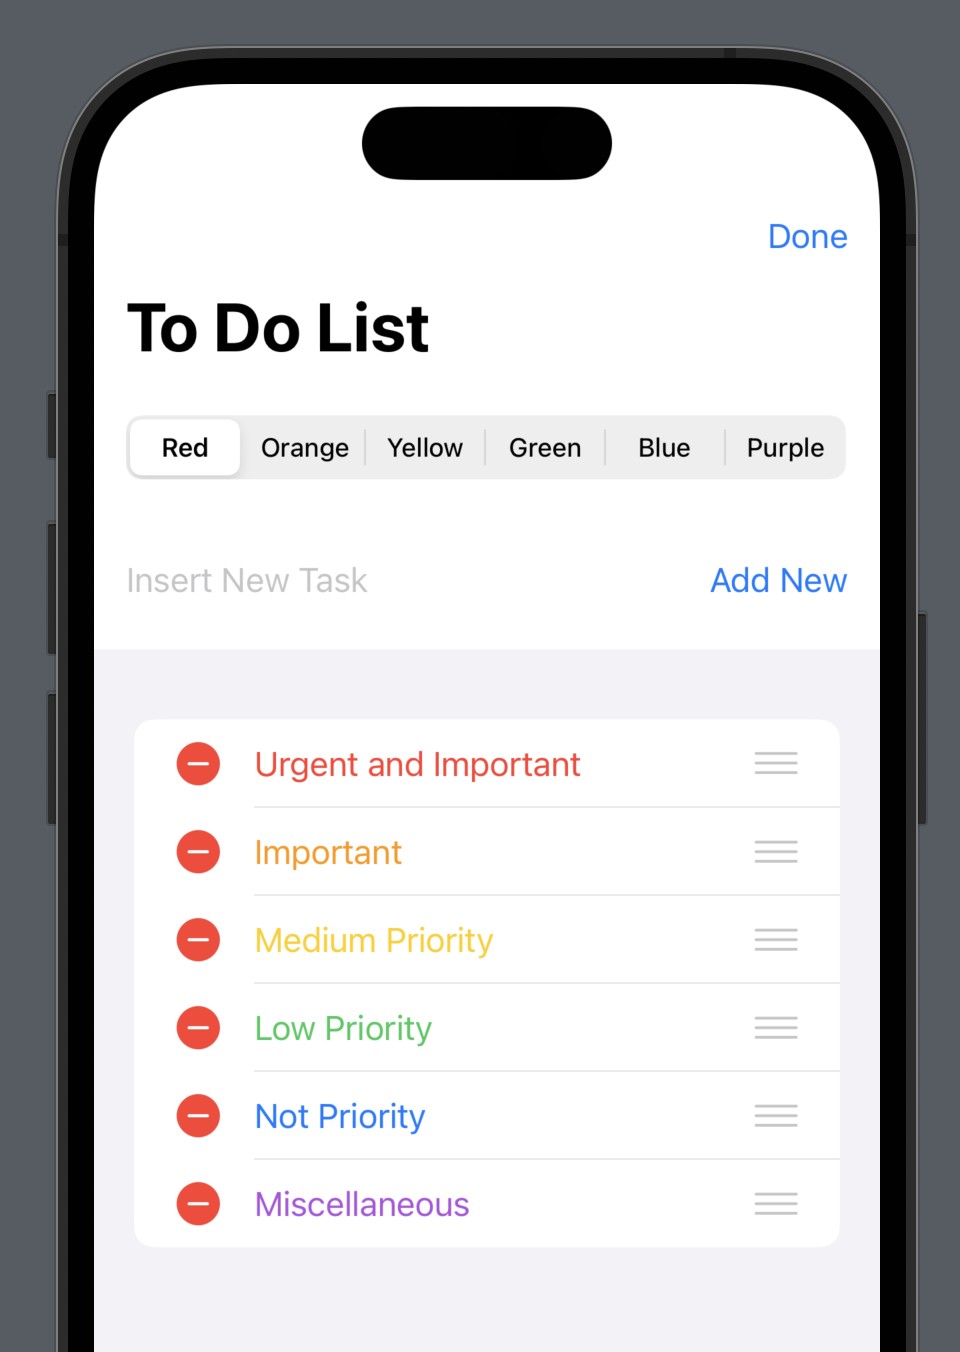 Done
To Do List
Red Orange Yellow Green Blue Purple
Insert New Task Add New
Urgent and Important
Important
Medium Priority
Low Priority
Not Priority
Miscellaneous